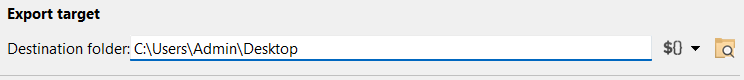 Export target
Destination folder: C:\Users\Admin\Desktop ${}